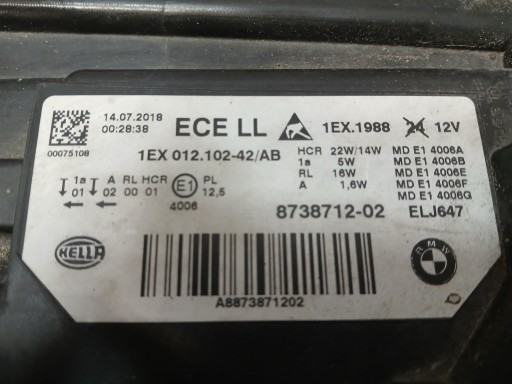 14.07.2018
00:28:38
00075108
ECE LL
1EX.1988 24 12V
1EX 012.102-42/AB
HCR 22W/14W MD E1 4006A
1a 5W MD E1 4006B
RL 16W MD E1 4006E
A 1,6W MD E1 4006F
MD E1 4006G
1a A RL HCR E1 PL
01 02 00 01 12,5
4006
8738712-02 ELJ647
HELLA
BMW
A8873871202